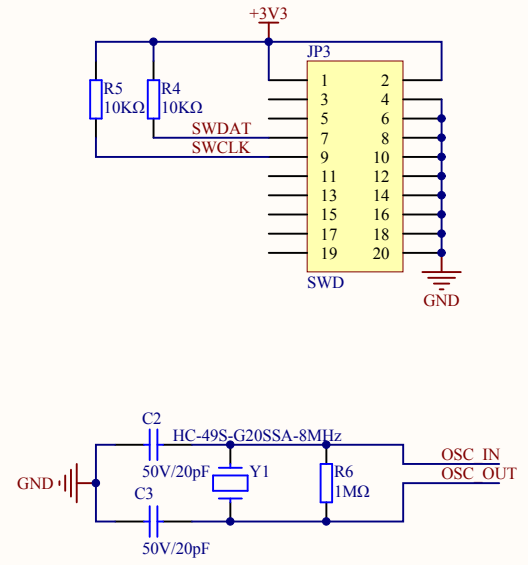 +3V3
JP3
R5
10KΩ
R4
10KΩ
SWDAT
SWCLK
1 2
3 4
5 6
7 8
9 10
11 12
13 14
15 16
17 18
19 20
SWD
GND
C2
HC-49S-G20SSA-8MHz
50V/20pF
Y1
GND
C3
50V/20pF
R6
1MΩ
OSC_IN
OSC_OUT